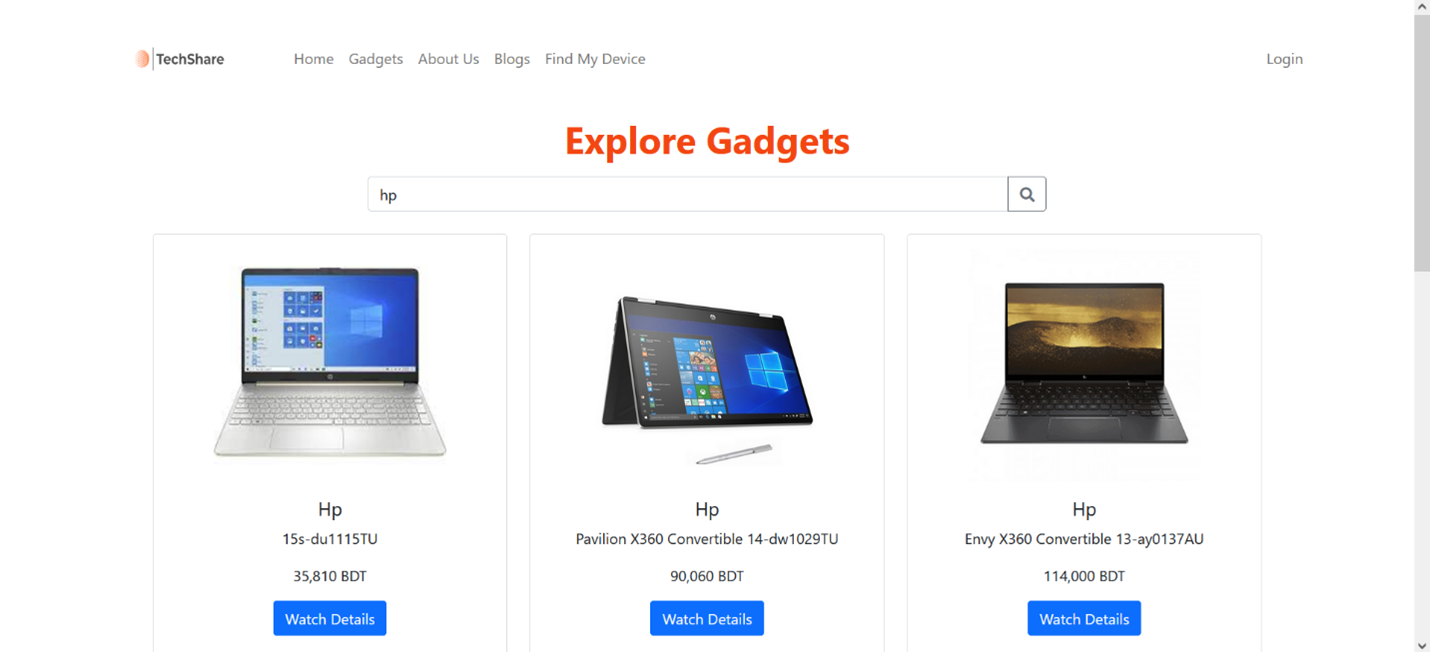 TechShare Home Gadgets About Us Blogs Find My Device Login
Explore Gadgets
hp
Hp Hp Hp
15s-du1115TU Pavilion X360 Convertible 14-dw1029TU Envy X360 Convertible 13-ay0137AU
35,810 BDT 90,060 BDT 114,000 BDT
Watch Details Watch Details Watch Details